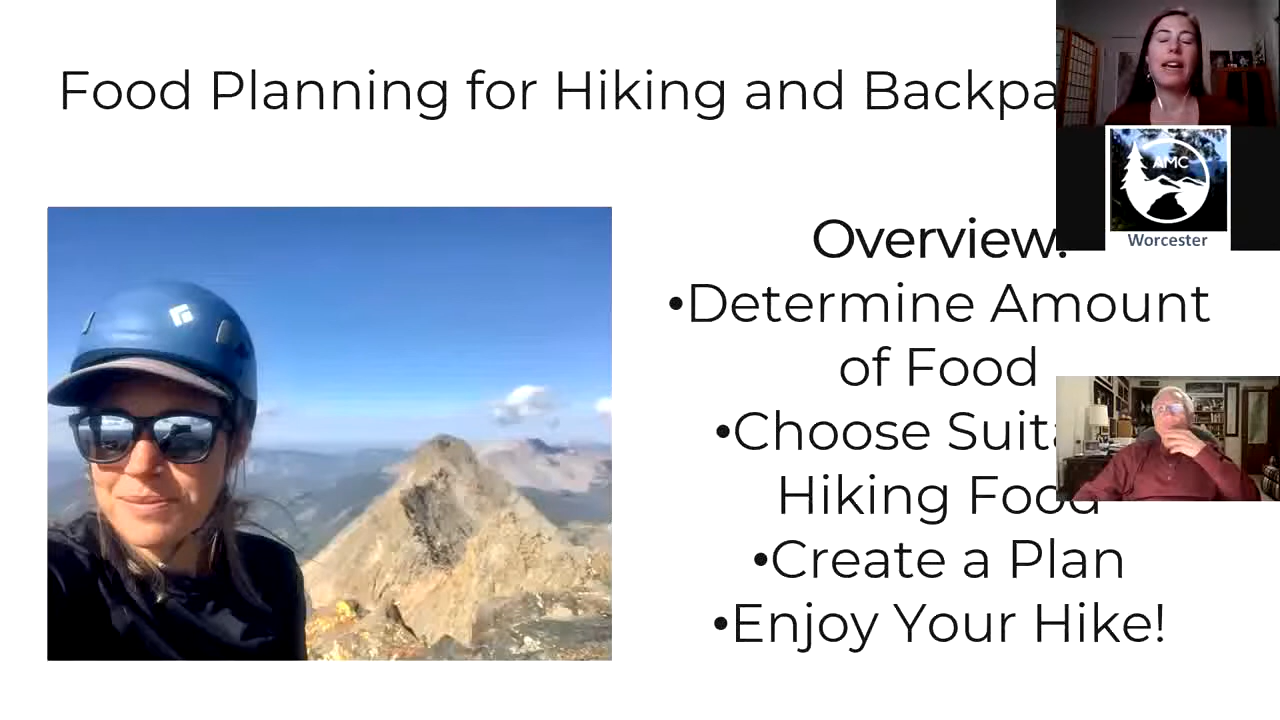 Food Planning for Hiking and Backpa
AMC
Worcester
Overview:
•Determine Amount
of Food
•Choose Suita
Hiking Food
•Create a Plan
•Enjoy Your Hike!